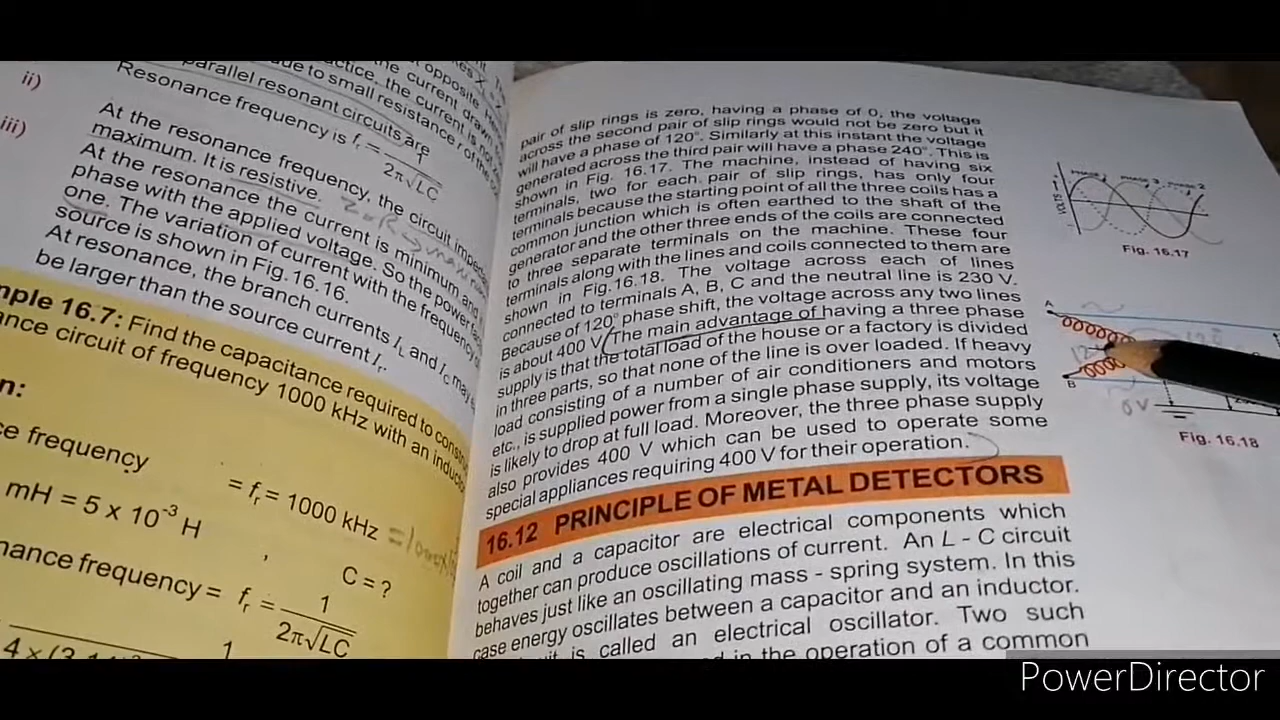 ii)
parallel resonant circuits are
Resonance frequency is fr = 1 / 2π√LC
iii)
At the resonance frequency, the circuit
maximum. It is resistive.
At the resonance the current is minimum, and
phase with the applied voltage. So the power
one. The variation of current with the frequency
source is shown in Fig. 16.16.
At resonance, the branch currents IL and IC may
be larger than the source current Ir.
ple 16.7: Find the capacitance required to
ance circuit of frequency 1000 kHz with an
on:
ce frequency = fr = 1000 kHz
mH = 5 x 10-3 H , C = ?
nance frequency = fr = 1 / 2π√LC
pair of slip rings is zero, having a phase of 0, the voltage
across the second pair of slip rings would not be zero but it
will have a phase of 120°. Similarly at this instant the voltage
generated across the third pair will have a phase 240°. This is
shown in Fig. 16.17. The machine, instead of having six
terminals, two for each pair of slip rings, has only four
terminals because the starting point of all the three coils has a
common junction which is often earthed to the shaft of the
generator and the other three ends of the coils are connected
to three separate terminals on the machine. These four
terminals along with the lines and coils connected to them are
shown in Fig.16.18. The voltage across each of lines
connected to terminals A, B, C and the neutral line is 230 V.
Because of 120° phase shift, the voltage across any two lines
is about 400 V. The main advantage of having a three phase
supply is that the total load of the house or a factory is divided
in three parts, so that none of the line is over loaded. If heavy
load consisting of a number of air conditioners and motors
etc., is supplied power from a single phase supply, its voltage
is likely to drop at full load. Moreover, the three phase supply
also provides 400 V which can be used to operate some
special appliances requiring 400 V for their operation.
16.12 PRINCIPLE OF METAL DETECTORS
A coil and a capacitor are electrical components which
together can produce oscillations of current. An L - C circuit
behaves just like an oscillating mass - spring system. In this
case energy oscillates between a capacitor and an inductor.
is called an electrical oscillator. Two such
in the operation of a common
Fig. 16.17
A
B
0V
Fig. 16.18
PowerDirector